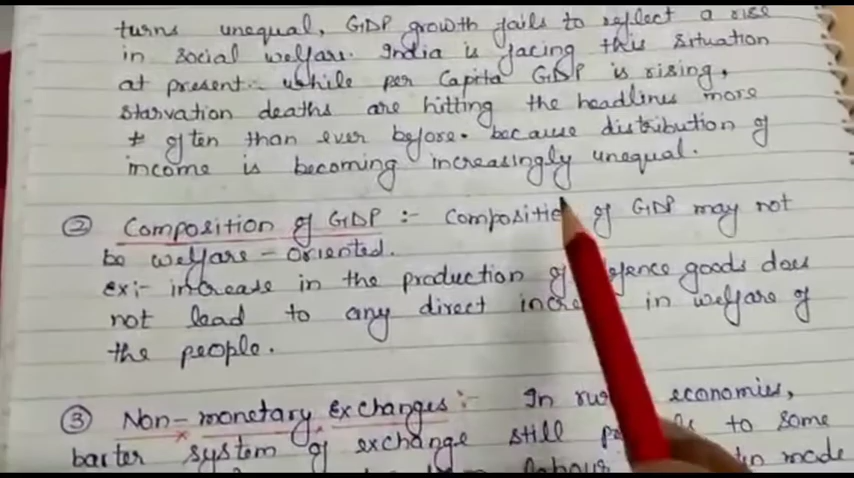 turns unequal, GDP growth fails to reflect a rise
in social welfare. India is facing this situation
at present :- while per Capita GDP is rising,
starvation deaths are hitting the headlines more
often than ever before. because distribution of
income is becoming increasingly unequal.
② Composition of GDP :- Composition of GDP may not
be welfare - oriented.
Ex:- increase in the production of defence goods does
not lead to any direct increase in welfare of
the people.
③ Non-monetary Exchanges :- In rural economies,
barter system of exchange still to some
made